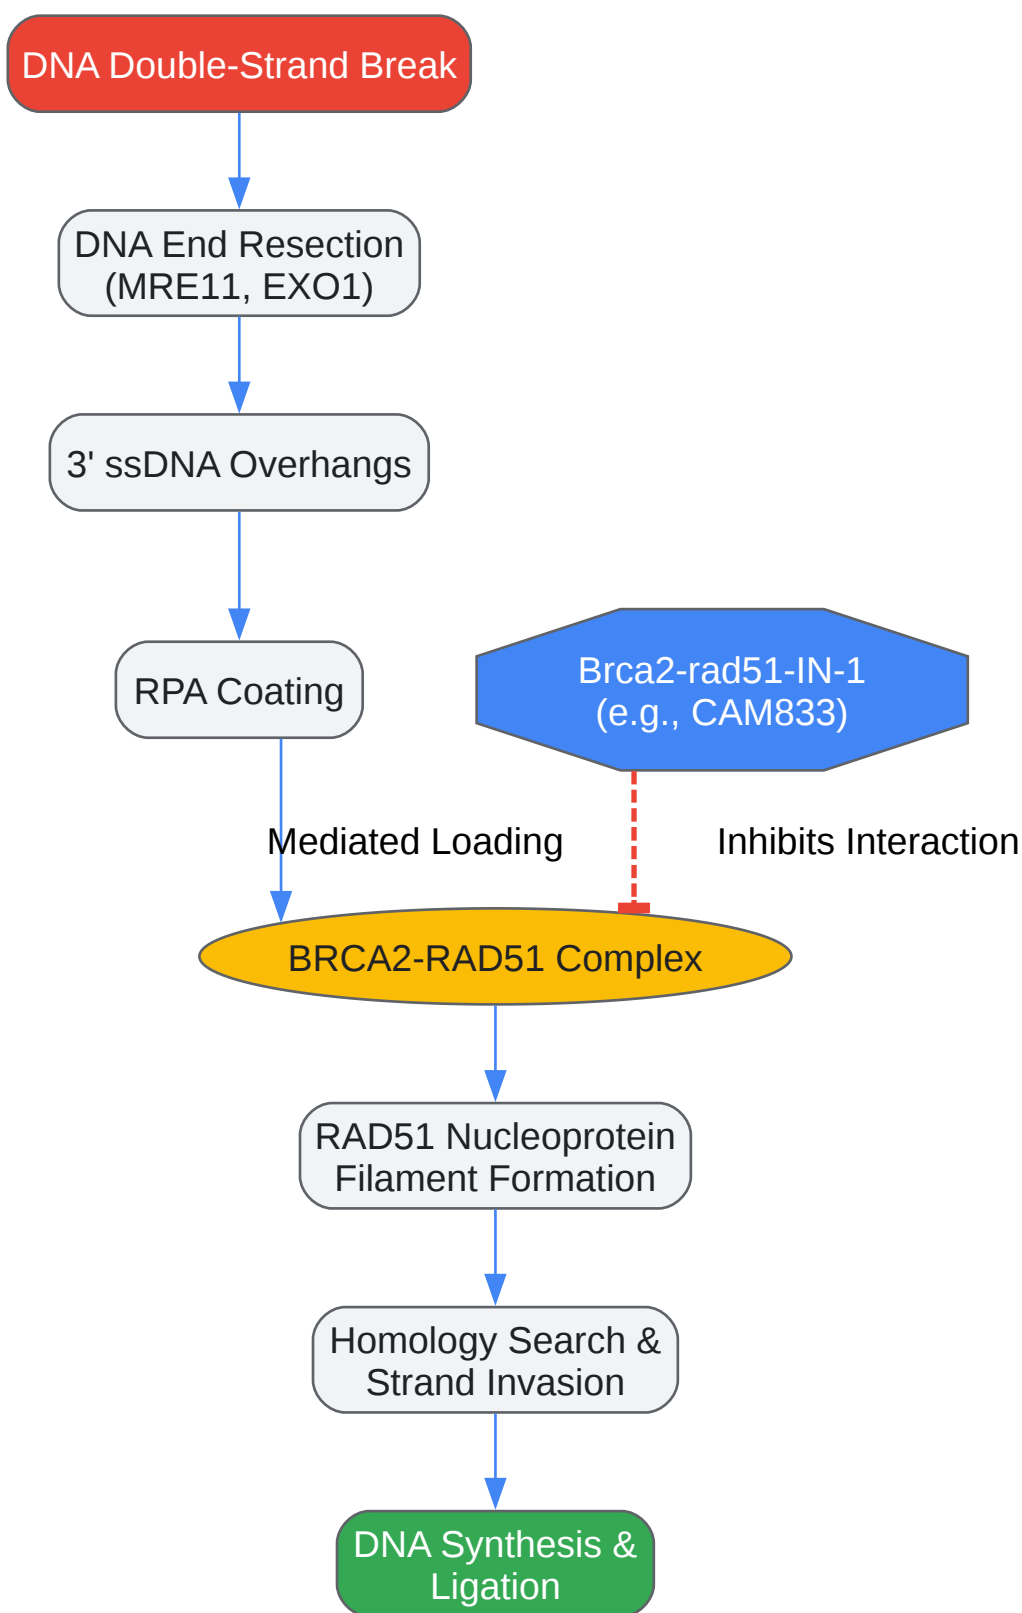 DNA Double-Strand Break
DNA End Resection
(MRE11, EXO1)
3' ssDNA Overhangs
RPA Coating
Brca2-rad51-IN-1
(e.g., CAM833)
Mediated Loading
Inhibits Interaction
BRCA2-RAD51 Complex
RAD51 Nucleoprotein
Filament Formation
Homology Search &
Strand Invasion
DNA Synthesis &
Ligation